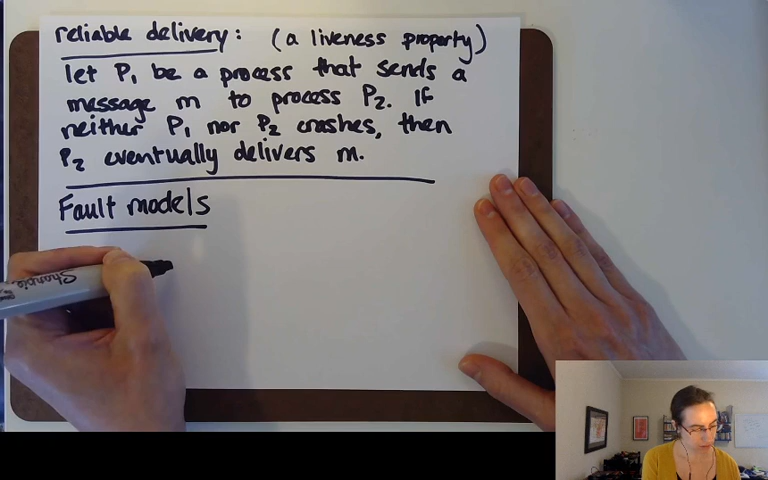 reliable delivery: (a liveness property)
let P₁ be a process that sends a
message m to process P₂. If
neither P₁ nor P₂ crashes, then
P₂ eventually delivers m.
Fault models
Sharpie